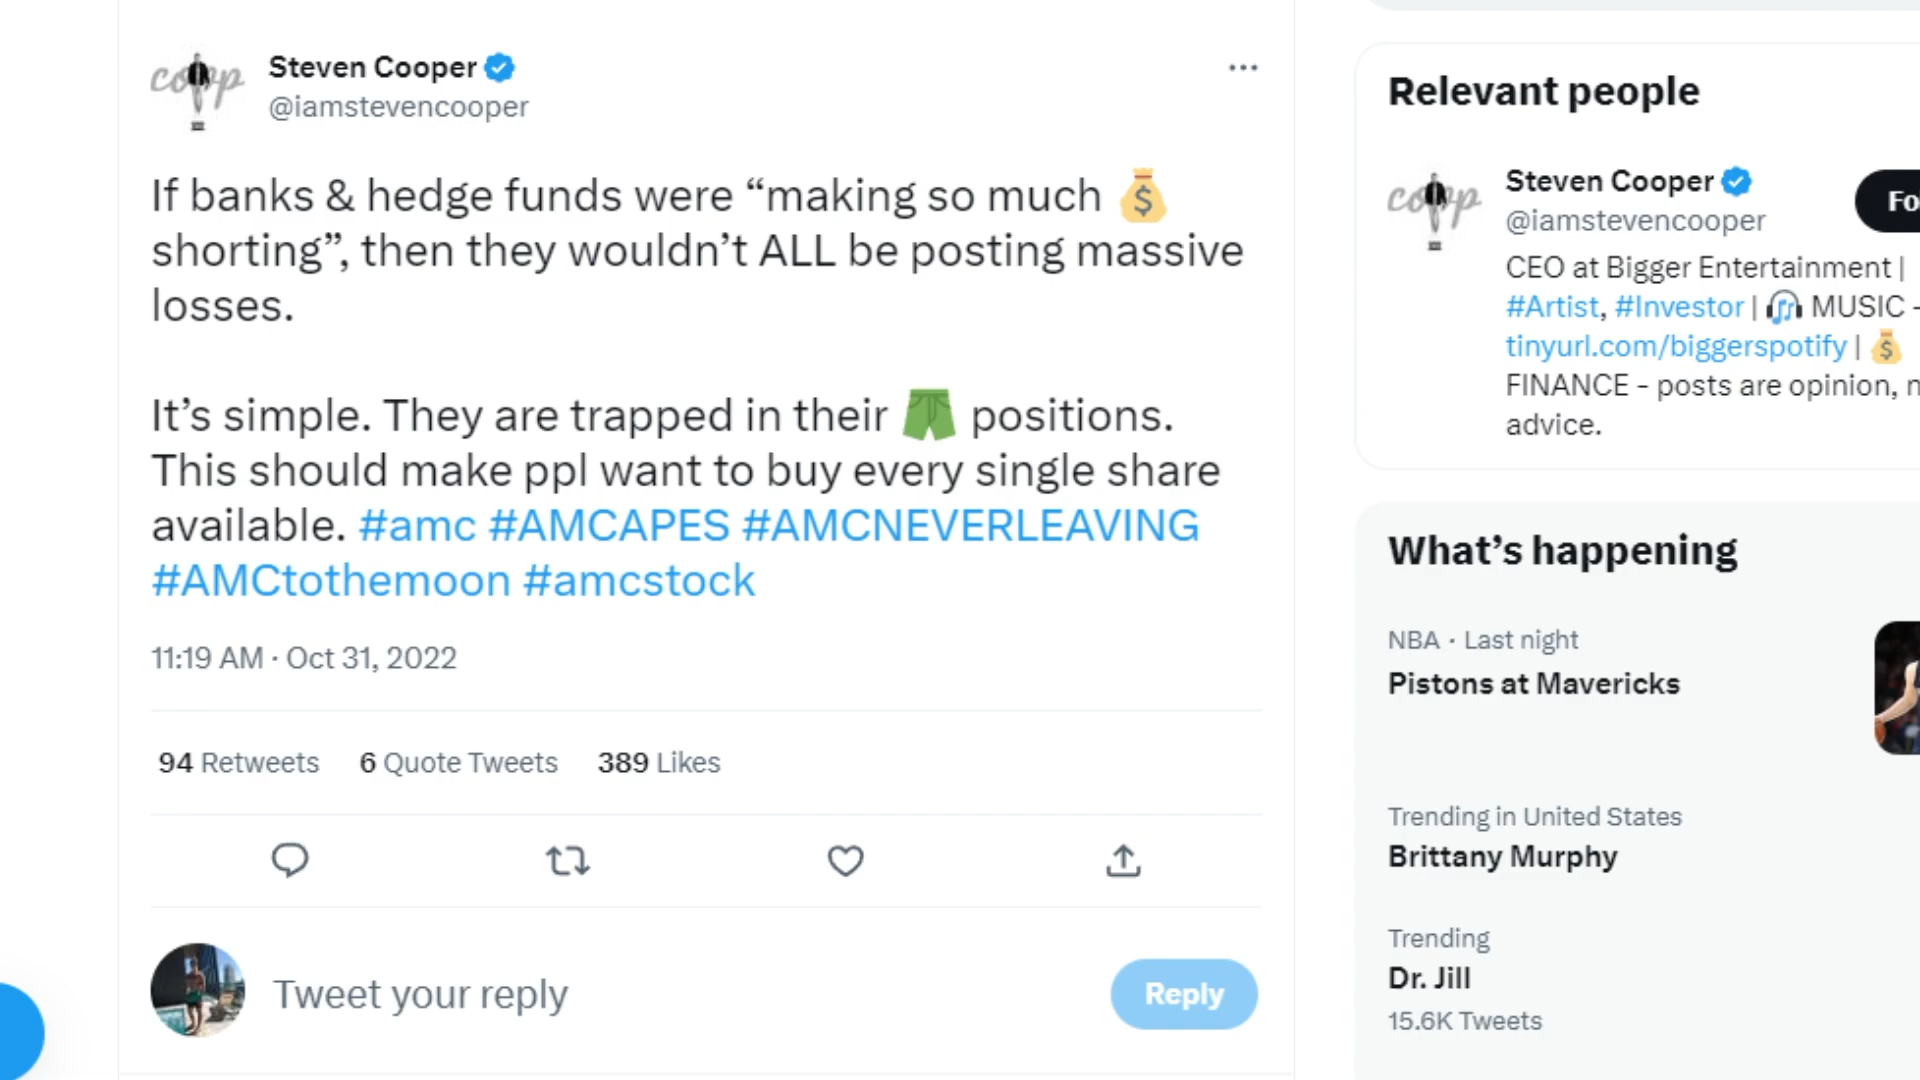 Steven Cooper
@iamstevencooper
If banks & hedge funds were “making so much 💰
shorting”, then they wouldn’t ALL be posting massive
losses.
It’s simple. They are trapped in their 🩳 positions.
This should make ppl want to buy every single share
available. #amc #AMCAPES #AMCNEVERLEAVING
#AMCtothemoon #amcstock
11:19 AM · Oct 31, 2022
94 Retweets 6 Quote Tweets 389 Likes
Tweet your reply
Reply
Relevant people
coop
Steven Cooper
@iamstevencooper
Fo
CEO at Bigger Entertainment |
#Artist, #Investor | 🎧 MUSIC -
tinyurl.com/biggerspotify | 💰
FINANCE - posts are opinion, n
advice.
What’s happening
NBA · Last night
Pistons at Mavericks
Trending in United States
Brittany Murphy
Trending
Dr. Jill
15.6K Tweets